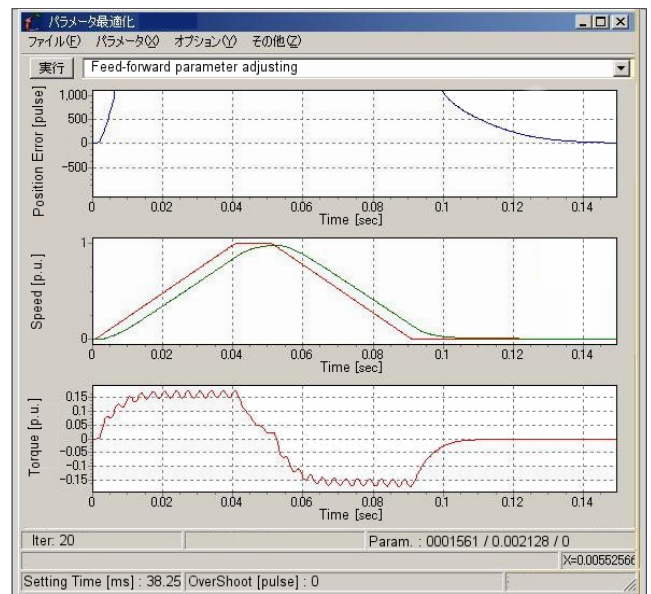 パラメータ最適化
ファイル(F) パラメータ(X) オプション(Y) その他(Z)
実行 Feed-forward parameter adjusting
Position Error [pulse]
1,000
500
0
-500
0 0.02 0.04 0.06 0.08 0.1 0.12 0.14
Time [sec]
Speed [p.u.]
1
0
0 0.02 0.04 0.06 0.08 0.1 0.12 0.14
Time [sec]
Torque [p.u.]
0.15
0.1
0.05
0
-0.05
-0.1
-0.15
0 0.02 0.04 0.06 0.08 0.1 0.12 0.14
Time [sec]
Iter: 20 Param. : 0001561 / 0.002128 / 0
X=0.00552566
Setting Time [ms] : 38.25 OverShoot [pulse] : 0